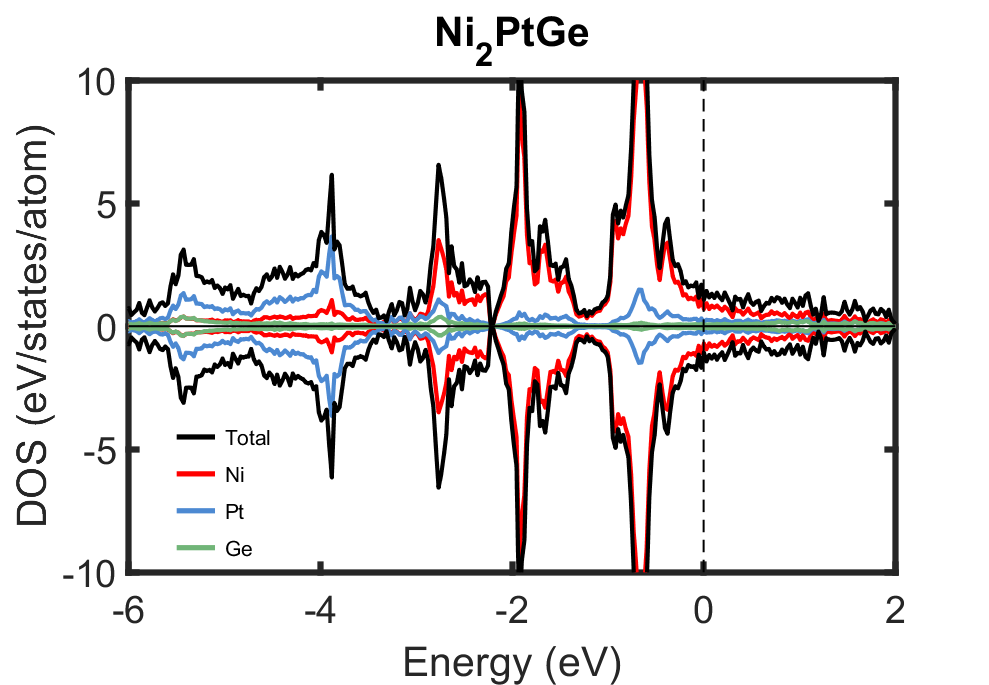 Ni₂PtGe
DOS (eV/states/atom)
10
5
0
-5
-10
Total
Ni
Pt
Ge
-6 -4 -2 0 2
Energy (eV)